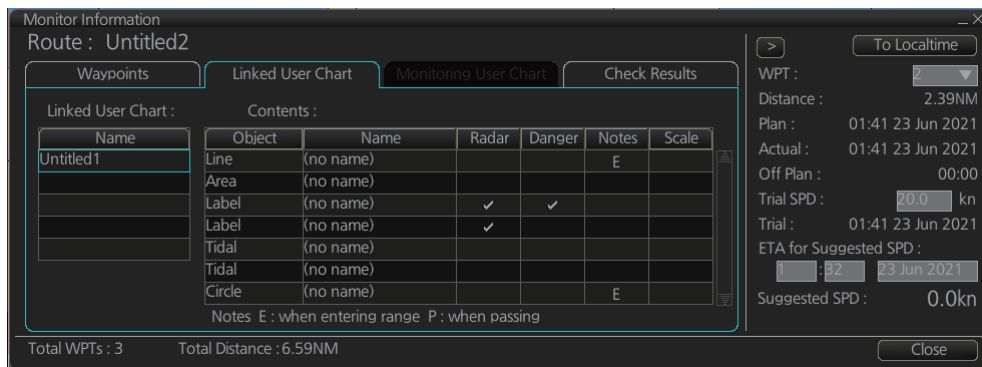 Monitor Information
Route : Untitled2
Waypoints Linked User Chart Monitoring User Chart Check Results
Linked User Chart : Contents :
Name
Untitled1
Object Name Radar Danger Notes Scale
Line (no name) E
Area (no name)
Label (no name) ✓ ✓
Label (no name) ✓
Tidal (no name)
Tidal (no name)
Circle (no name) E
Notes E : when entering range P : when passing
Total WPTs : 3 Total Distance : 6.59NM
> To Localtime
WPT : 2
Distance : 2.39NM
Plan : 01:41 23 Jun 2021
Actual : 01:41 23 Jun 2021
Off Plan : 00:00
Trial SPD : 20.0 kn
Trial : 01:41 23 Jun 2021
ETA for Suggested SPD :
1 :32 23 Jun 2021
Suggested SPD : 0.0kn
Close